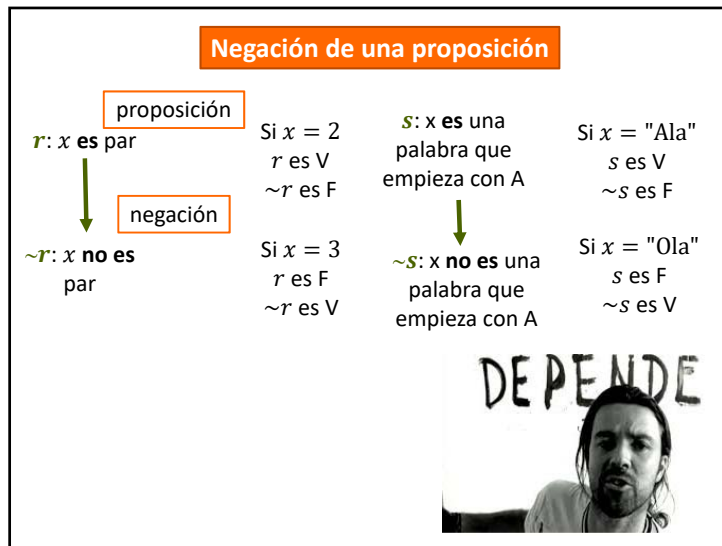 Negación de una proposición
proposición
r: x es par
negación
~r: x no es
par
Si x = 2
r es V
~r es F
Si x = 3
r es F
~r es V
s: x es una
palabra que
empieza con A
~s: x no es una
palabra que
empieza con A
Si x = "Ala"
s es V
~s es F
Si x = "Ola"
s es F
~s es V
DEPENDE